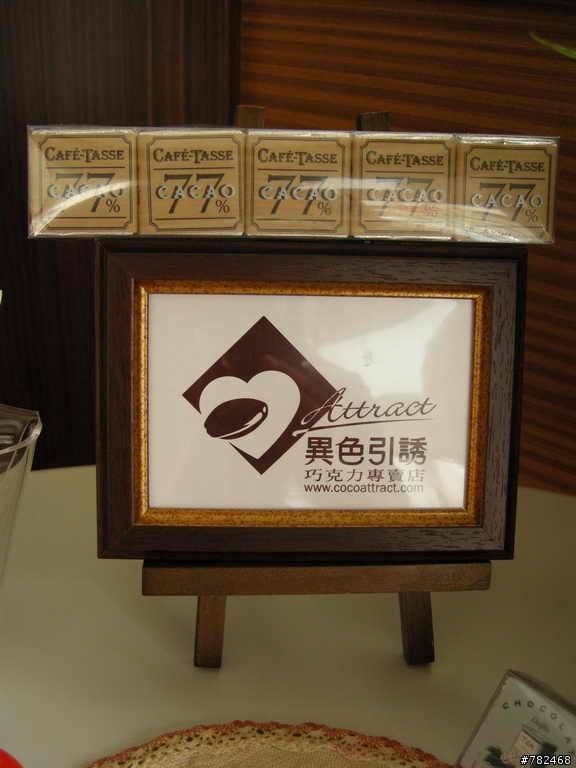 CAFÉ-TASSE CAFÉ-TASSE CAFÉ-TASSE CAFÉ-TASSE CAFÉ-TASSE
77% CACAO 77% CACAO 77% CACAO 77% CACAO 77% CACAO
Attract
異色引誘
巧克力專賣店
www.cocoattract.com
CHOCOLA
#782468